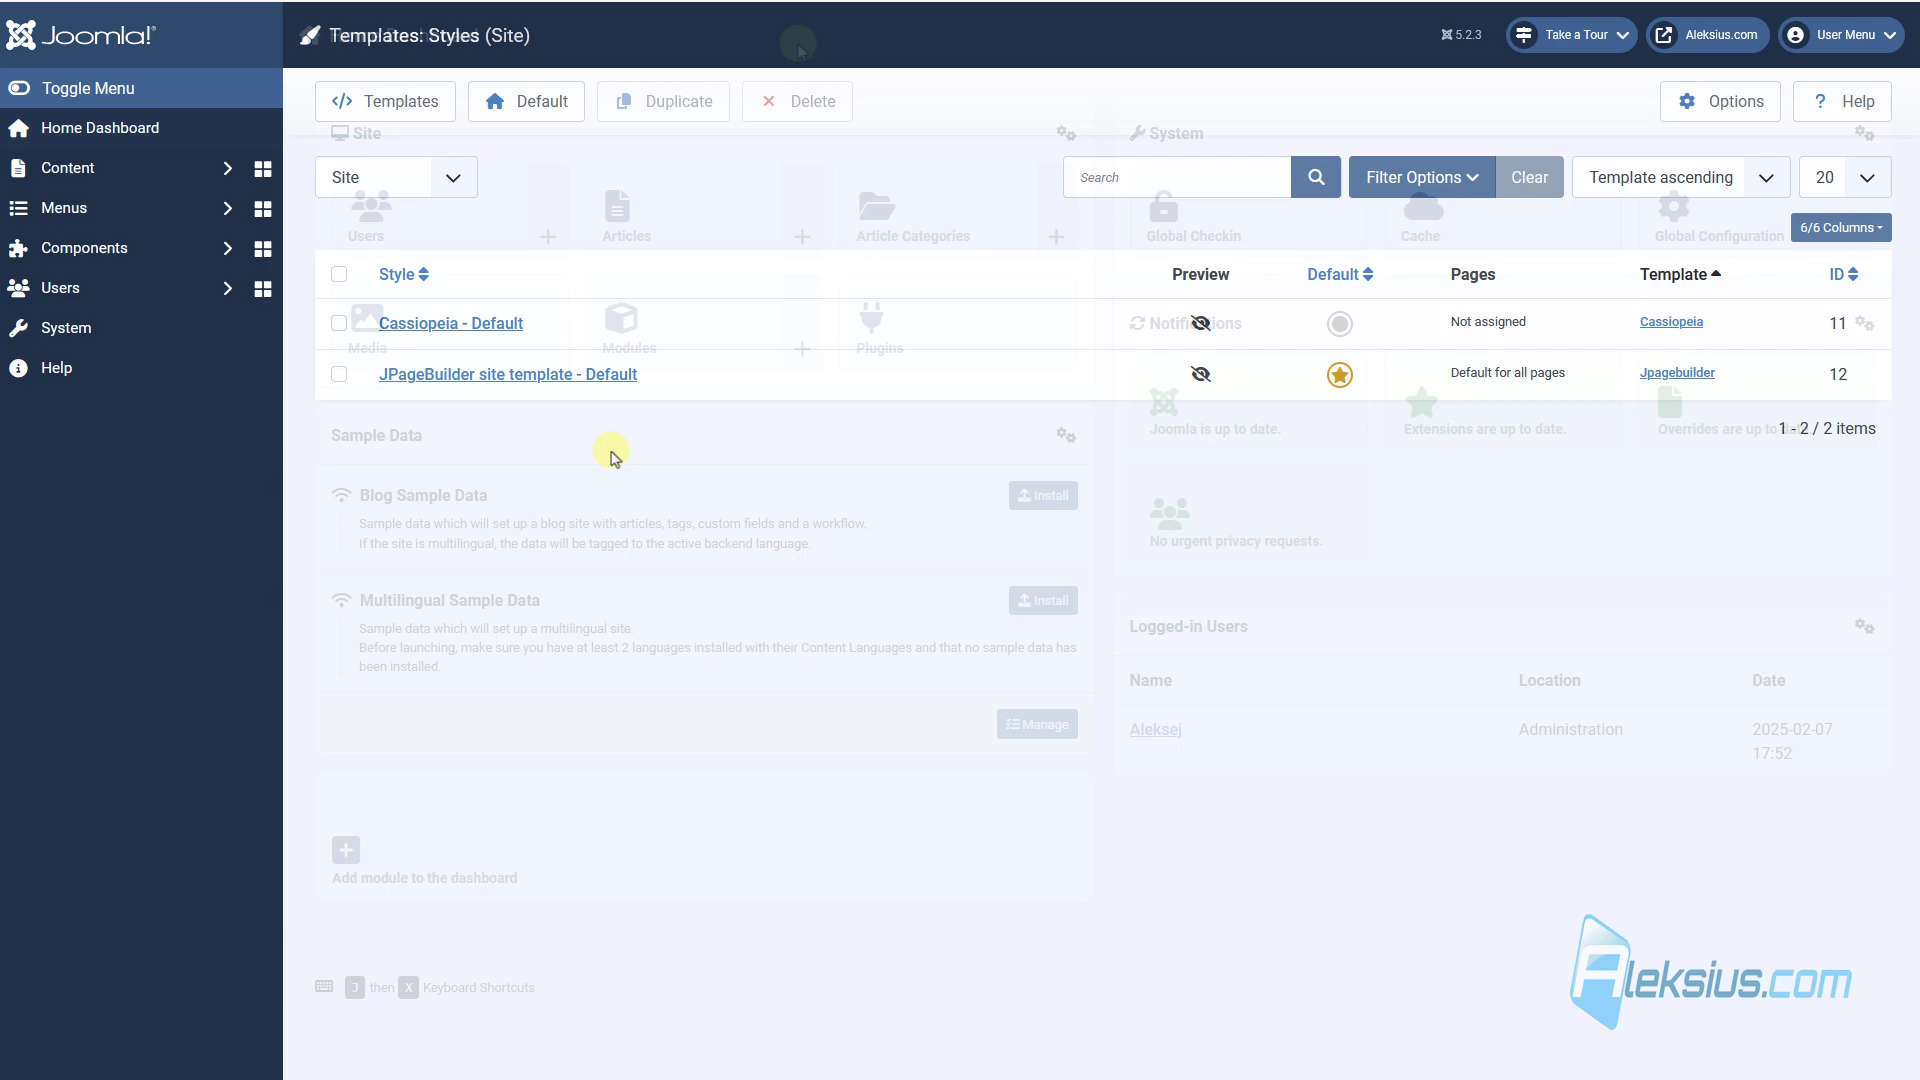 Joomla!
Templates: Styles (Site)
5.2.3
Take a Tour
Aleksius.com
User Menu
Toggle Menu
Home Dashboard
Content
Menus
Components
Users
System
Help
Templates
Default
Duplicate
Delete
Options
Help
Site
System
Site
Search
Filter Options
Clear
Template ascending
20
Users
Articles
Article Categories
Global Checkin
Cache
Global Configuration
6/6 Columns
Style
Preview
Default
Pages
Template
ID
Cassiopeia - Default
Notifications
Not assigned
Cassiopeia
11
Media
Modules
Plugins
JPageBuilder site template - Default
Default for all pages
Jpagebuilder
12
Joomla is up to date.
Extensions are up to date.
Overrides are up to
1 - 2 / 2 items
Sample Data
Blog Sample Data
Install
Sample data which will set up a blog site with articles, tags, custom fields and a workflow.
If the site is multilingual, the data will be tagged to the active backend language.
No urgent privacy requests.
Multilingual Sample Data
Install
Sample data which will set up a multilingual site.
Before launching, make sure you have at least 2 languages installed with their Content Languages and that no sample data has
been installed.
Manage
Logged-in Users
Name
Location
Date
Aleksej
Administration
2025-02-07
17:52
Add module to the dashboard
J then X Keyboard Shortcuts
Aleksius.com